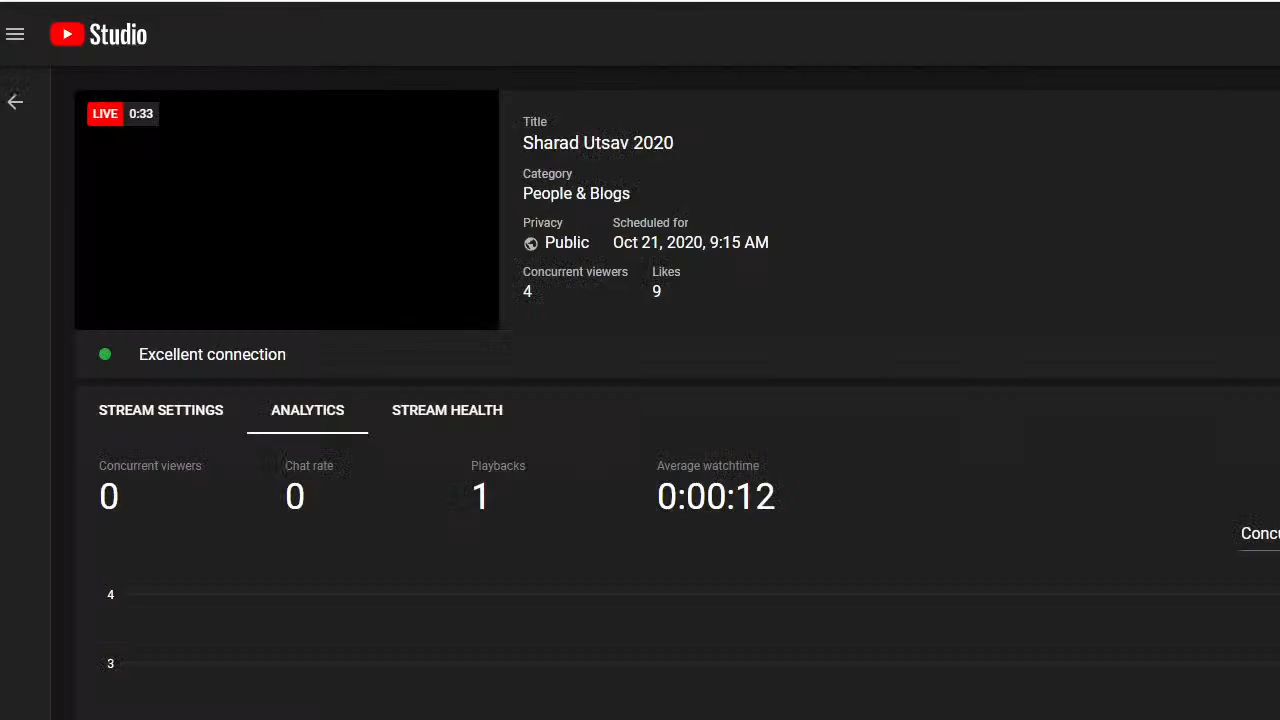 Studio
LIVE 0:33
Title
Sharad Utsav 2020
Category
People & Blogs
Privacy Scheduled for
Public Oct 21, 2020, 9:15 AM
Concurrent viewers Likes
4 9
Excellent connection
STREAM SETTINGS ANALYTICS STREAM HEALTH
Concurrent viewers Chat rate Playbacks Average watchtime
0 0 1 0:00:12
Concu
4
3